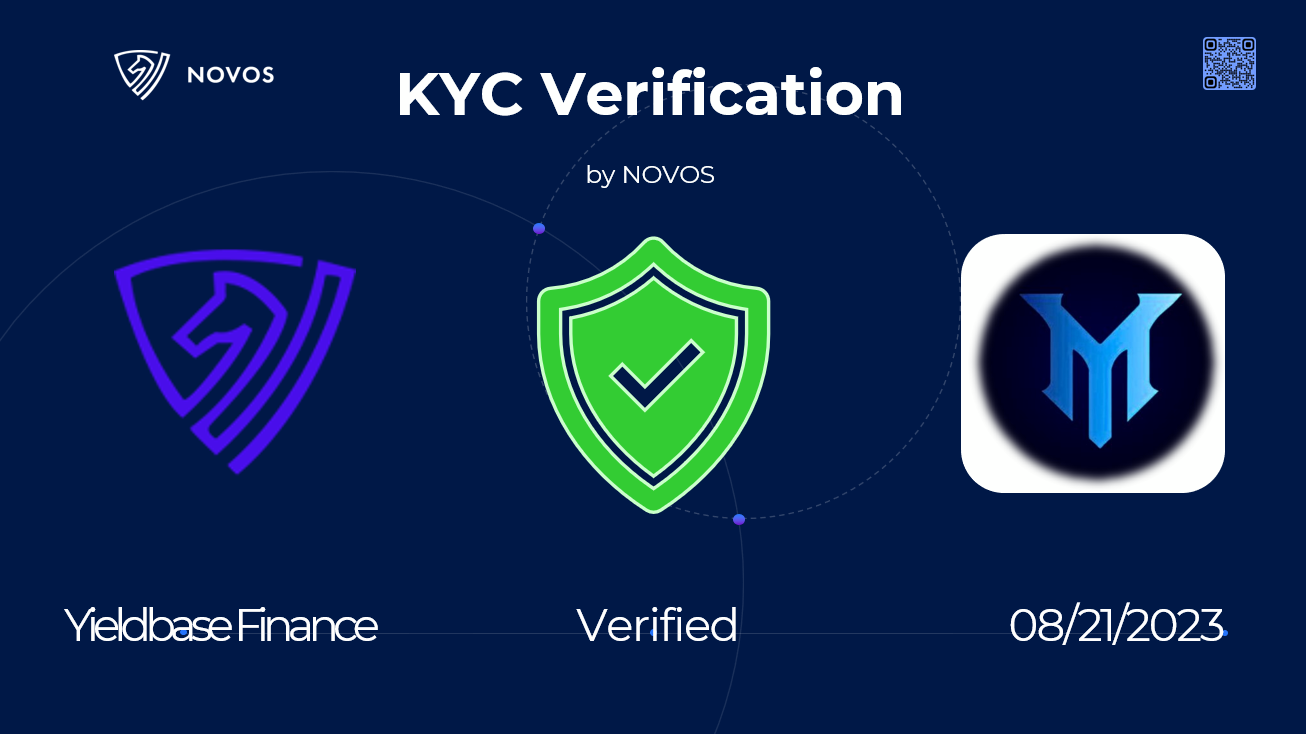 NOVOS
KYC Verification
by NOVOS
Yieldbase Finance
Verified
08/21/2023